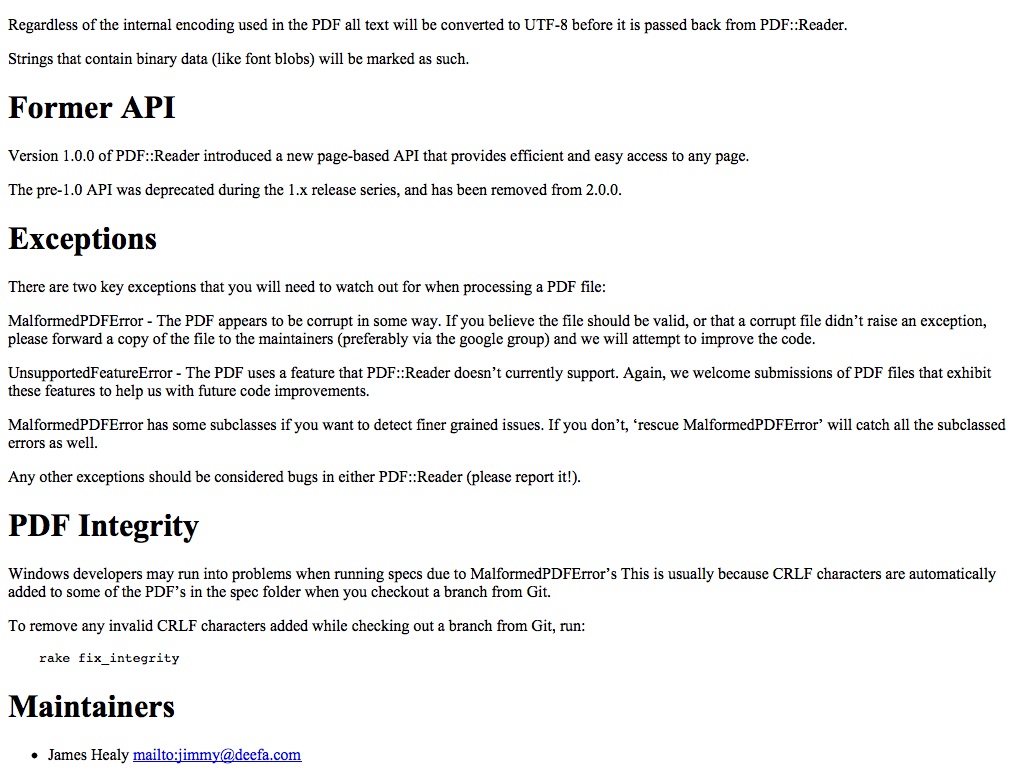 Regardless of the internal encoding used in the PDF all text will be converted to UTF-8 before it is passed back from PDF::Reader.
Strings that contain binary data (like font blobs) will be marked as such.
Former API
Version 1.0.0 of PDF::Reader introduced a new page-based API that provides efficient and easy access to any page.
The pre-1.0 API was deprecated during the 1.x release series, and has been removed from 2.0.0.
Exceptions
There are two key exceptions that you will need to watch out for when processing a PDF file:
MalformedPDFError - The PDF appears to be corrupt in some way. If you believe the file should be valid, or that a corrupt file didn’t raise an exception,
please forward a copy of the file to the maintainers (preferably via the google group) and we will attempt to improve the code.
UnsupportedFeatureError - The PDF uses a feature that PDF::Reader doesn’t currently support. Again, we welcome submissions of PDF files that exhibit
these features to help us with future code improvements.
MalformedPDFError has some subclasses if you want to detect finer grained issues. If you don’t, ‘rescue MalformedPDFError’ will catch all the subclassed
errors as well.
Any other exceptions should be considered bugs in either PDF::Reader (please report it!).
PDF Integrity
Windows developers may run into problems when running specs due to MalformedPDFError’s This is usually because CRLF characters are automatically
added to some of the PDF’s in the spec folder when you checkout a branch from Git.
To remove any invalid CRLF characters added while checking out a branch from Git, run:
rake fix_integrity
Maintainers
• James Healy mailto:jimmy@deefa.com